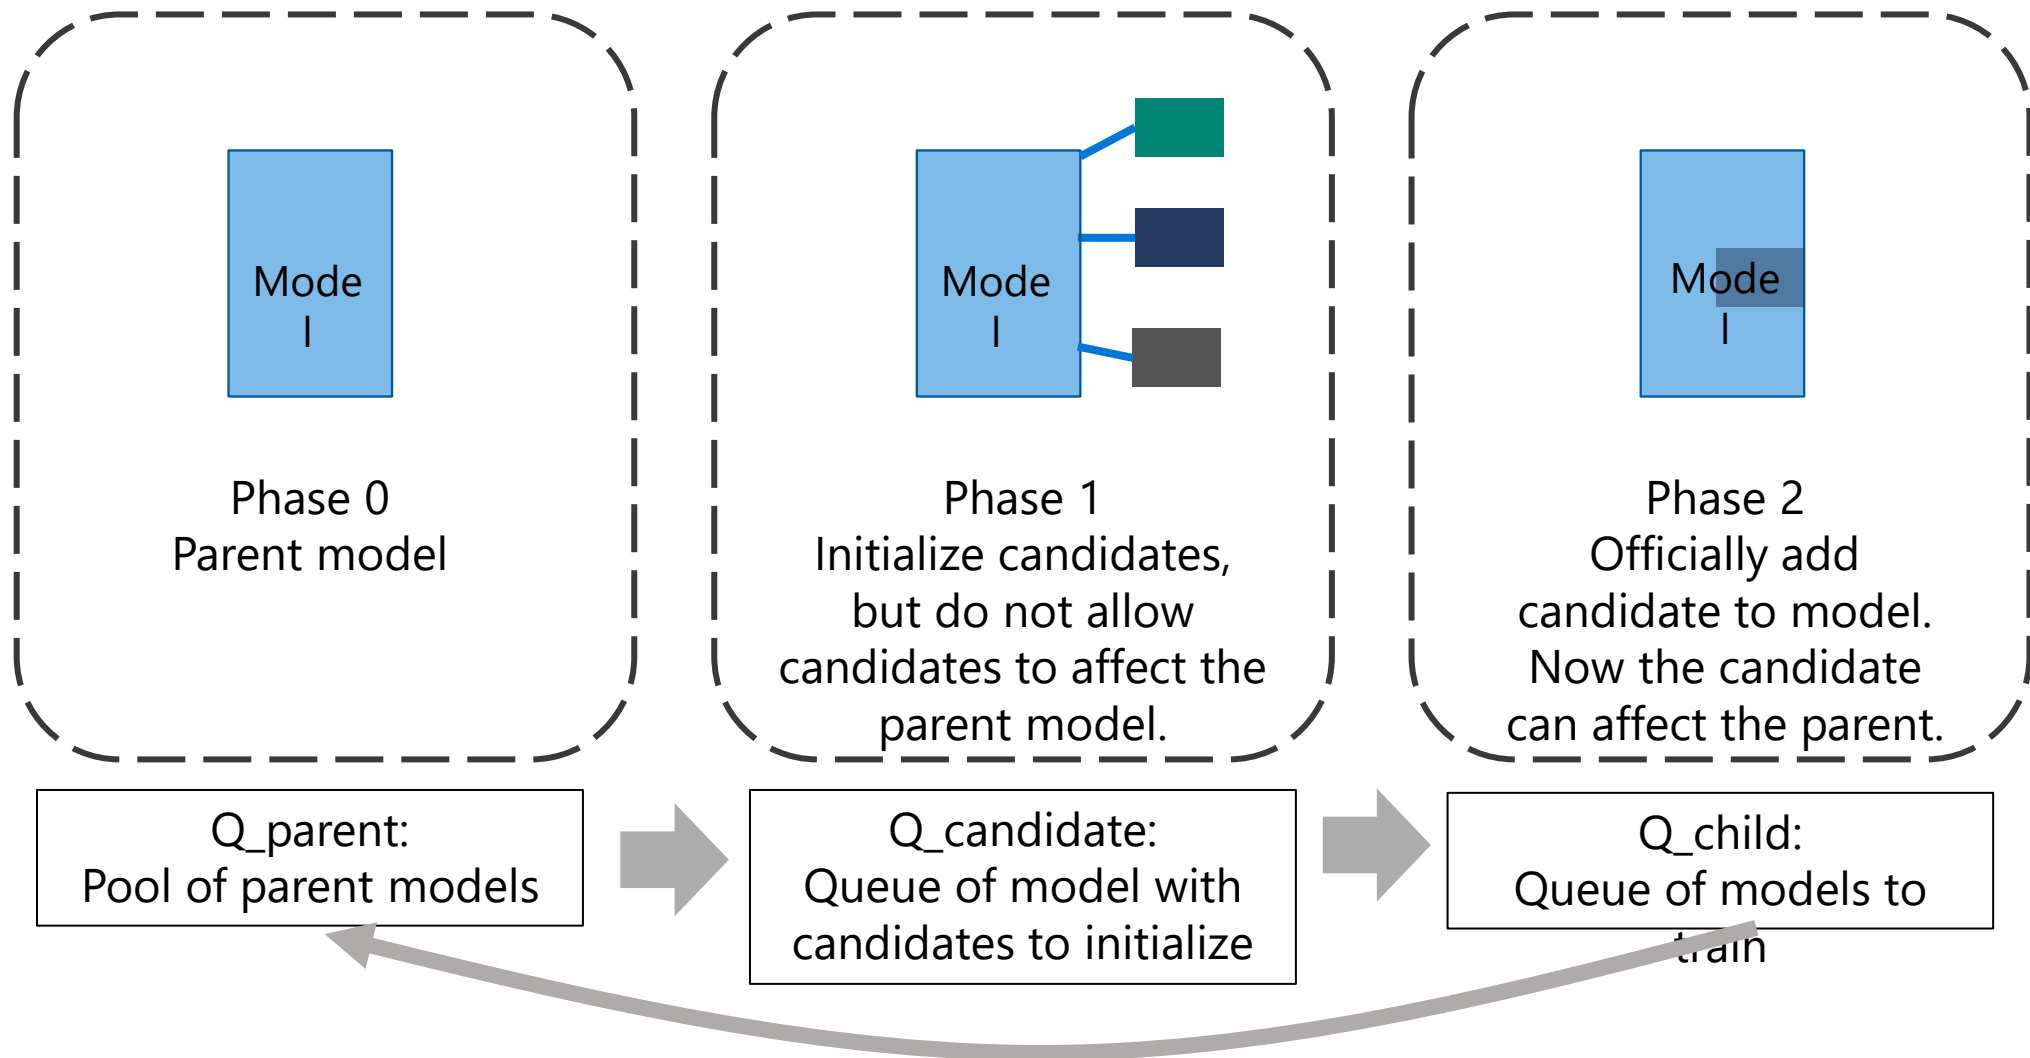 Mode
l
Phase 0
Parent model
Mode
l
Phase 1
Initialize candidates,
but do not allow
candidates to affect the
parent model.
Mode
l
Phase 2
Officially add
candidate to model.
Now the candidate
can affect the parent.
Q_parent:
Pool of parent models
Q_candidate:
Queue of model with
candidates to initialize
Q_child:
Queue of models to
train